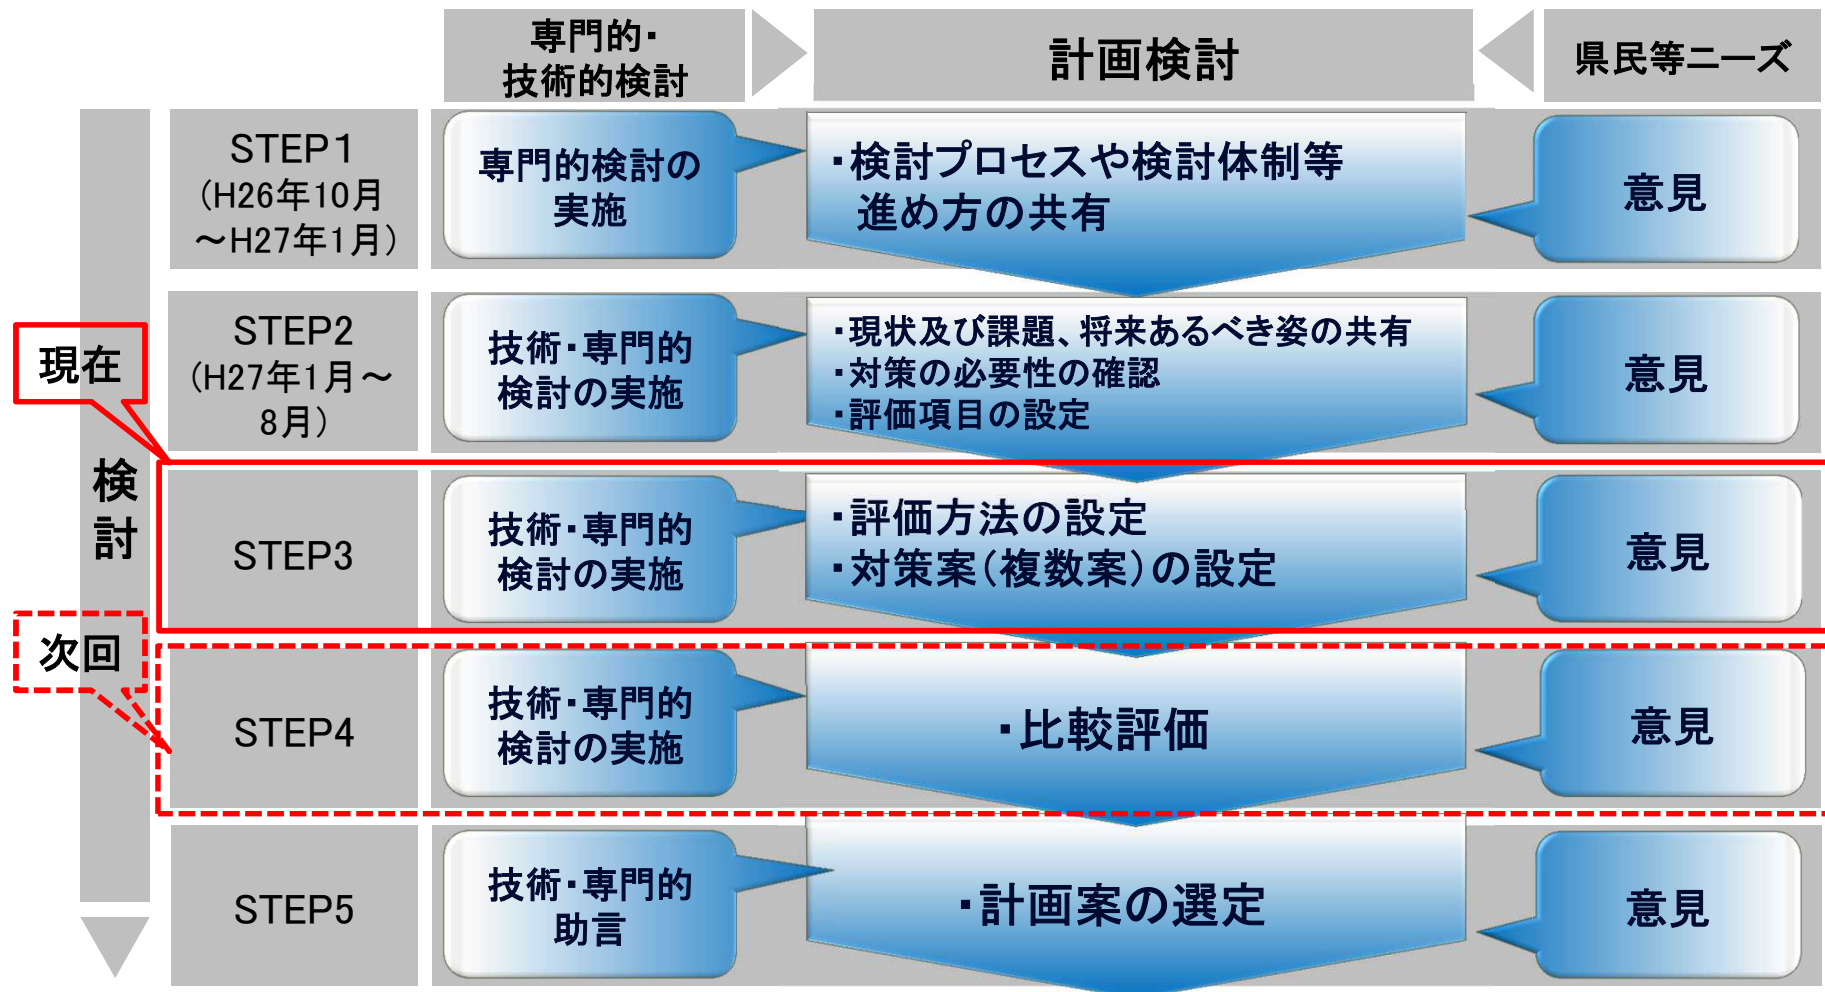 専門的・
技術的検討
計画検討
県民等ニーズ
検
討
STEP1
(H26年10月
～H27年1月)
専門的検討の
実施
・検討プロセスや検討体制等
進め方の共有
意見
現在
STEP2
(H27年1月～
8月)
技術・専門的
検討の実施
・現状及び課題、将来あるべき姿の共有
・対策の必要性の確認
・評価項目の設定
意見
STEP3
技術・専門的
検討の実施
・評価方法の設定
・対策案(複数案)の設定
意見
次回
STEP4
技術・専門的
検討の実施
・比較評価
意見
STEP5
技術・専門的
助言
・計画案の選定
意見